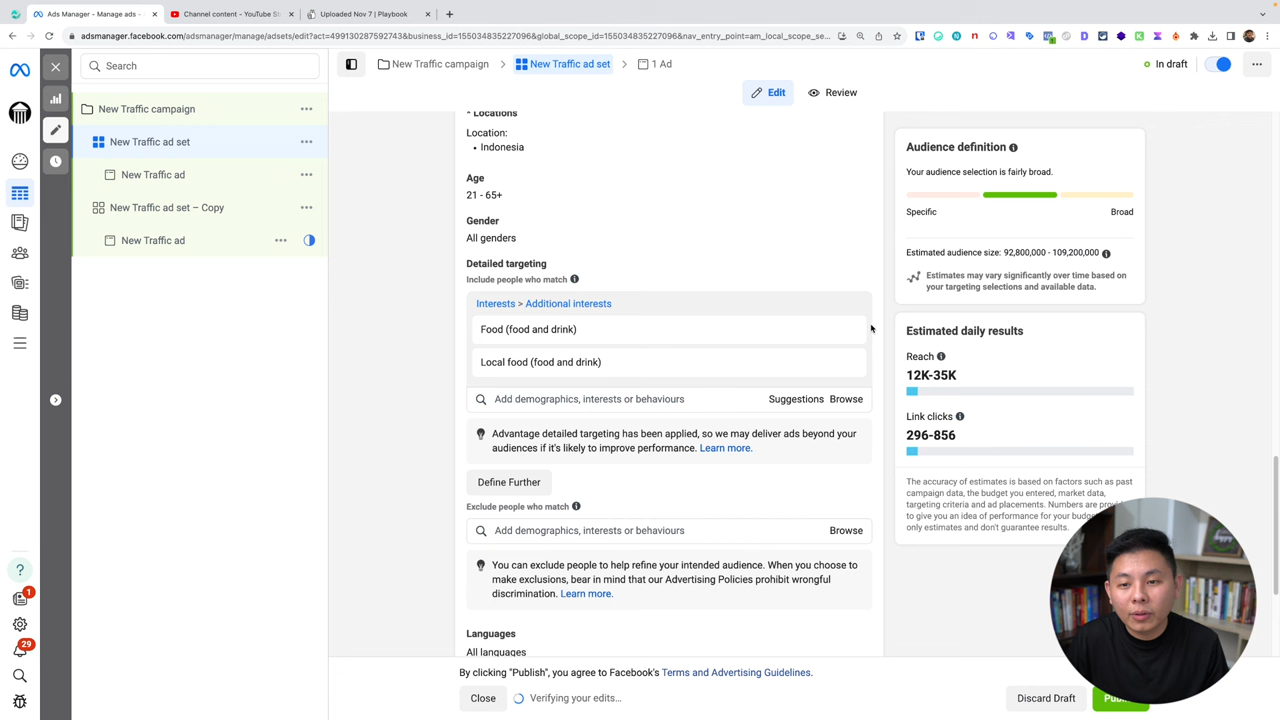 Ads Manager - Manage ads -
Channel content - YouTube St
Uploaded Nov 7 | Playbook
adsmanager.facebook.com/adsmanager/manage/adsets/edit?act=499130287592743&business_id=155034835227096&global_scope_id=155034835227096&nav_entry_point=am_local_scope_se...
Search
New Traffic campaign
New Traffic ad set
1 Ad
In draft
Edit
Review
New Traffic campaign
New Traffic ad set
New Traffic ad
New Traffic ad set – Copy
New Traffic ad
* Locations
Location:
• Indonesia
Age
21 - 65+
Gender
All genders
Detailed targeting
Include people who match
Interests > Additional interests
Food (food and drink)
Local food (food and drink)
Add demographics, interests or behaviours
Suggestions
Browse
Advantage detailed targeting has been applied, so we may deliver ads beyond your
audiences if it's likely to improve performance. Learn more.
Define Further
Exclude people who match
Add demographics, interests or behaviours
Browse
You can exclude people to help refine your intended audience. When you choose to
make exclusions, bear in mind that our Advertising Policies prohibit wrongful
discrimination. Learn more.
Languages
All languages
Audience definition
Your audience selection is fairly broad.
Specific
Broad
Estimated audience size: 92,800,000 - 109,200,000
Estimates may vary significantly over time based on
your targeting selections and available data.
Estimated daily results
Reach
12K-35K
Link clicks
296-856
The accuracy of estimates is based on factors such as past
campaign data, the budget you entered, market data,
targeting criteria and ad placements. Numbers are
to give you an idea of performance for your
only estimates and don't guarantee results.
By clicking "Publish", you agree to Facebook's Terms and Advertising Guidelines.
Close
Verifying your edits...
Discard Draft
1
29